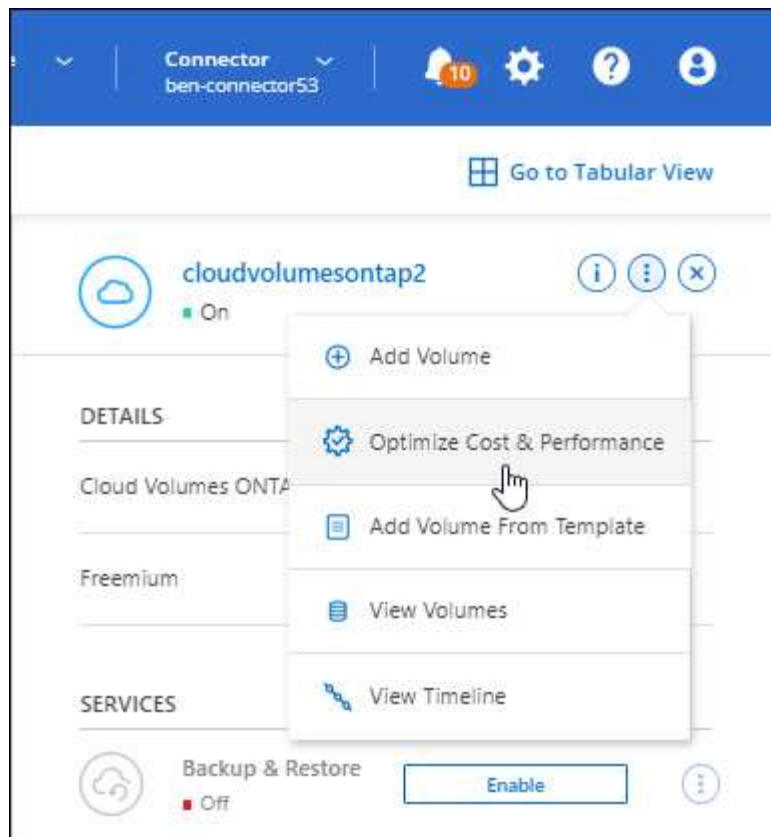 Connector
ben-connector53
10
Go to Tabular View
cloudvolumesontap2
On
Add Volume
DETAILS
Optimize Cost & Performance
Cloud Volumes ONTA
Add Volume From Template
Freemium
View Volumes
View Timeline
SERVICES
Backup & Restore
Enable
Off